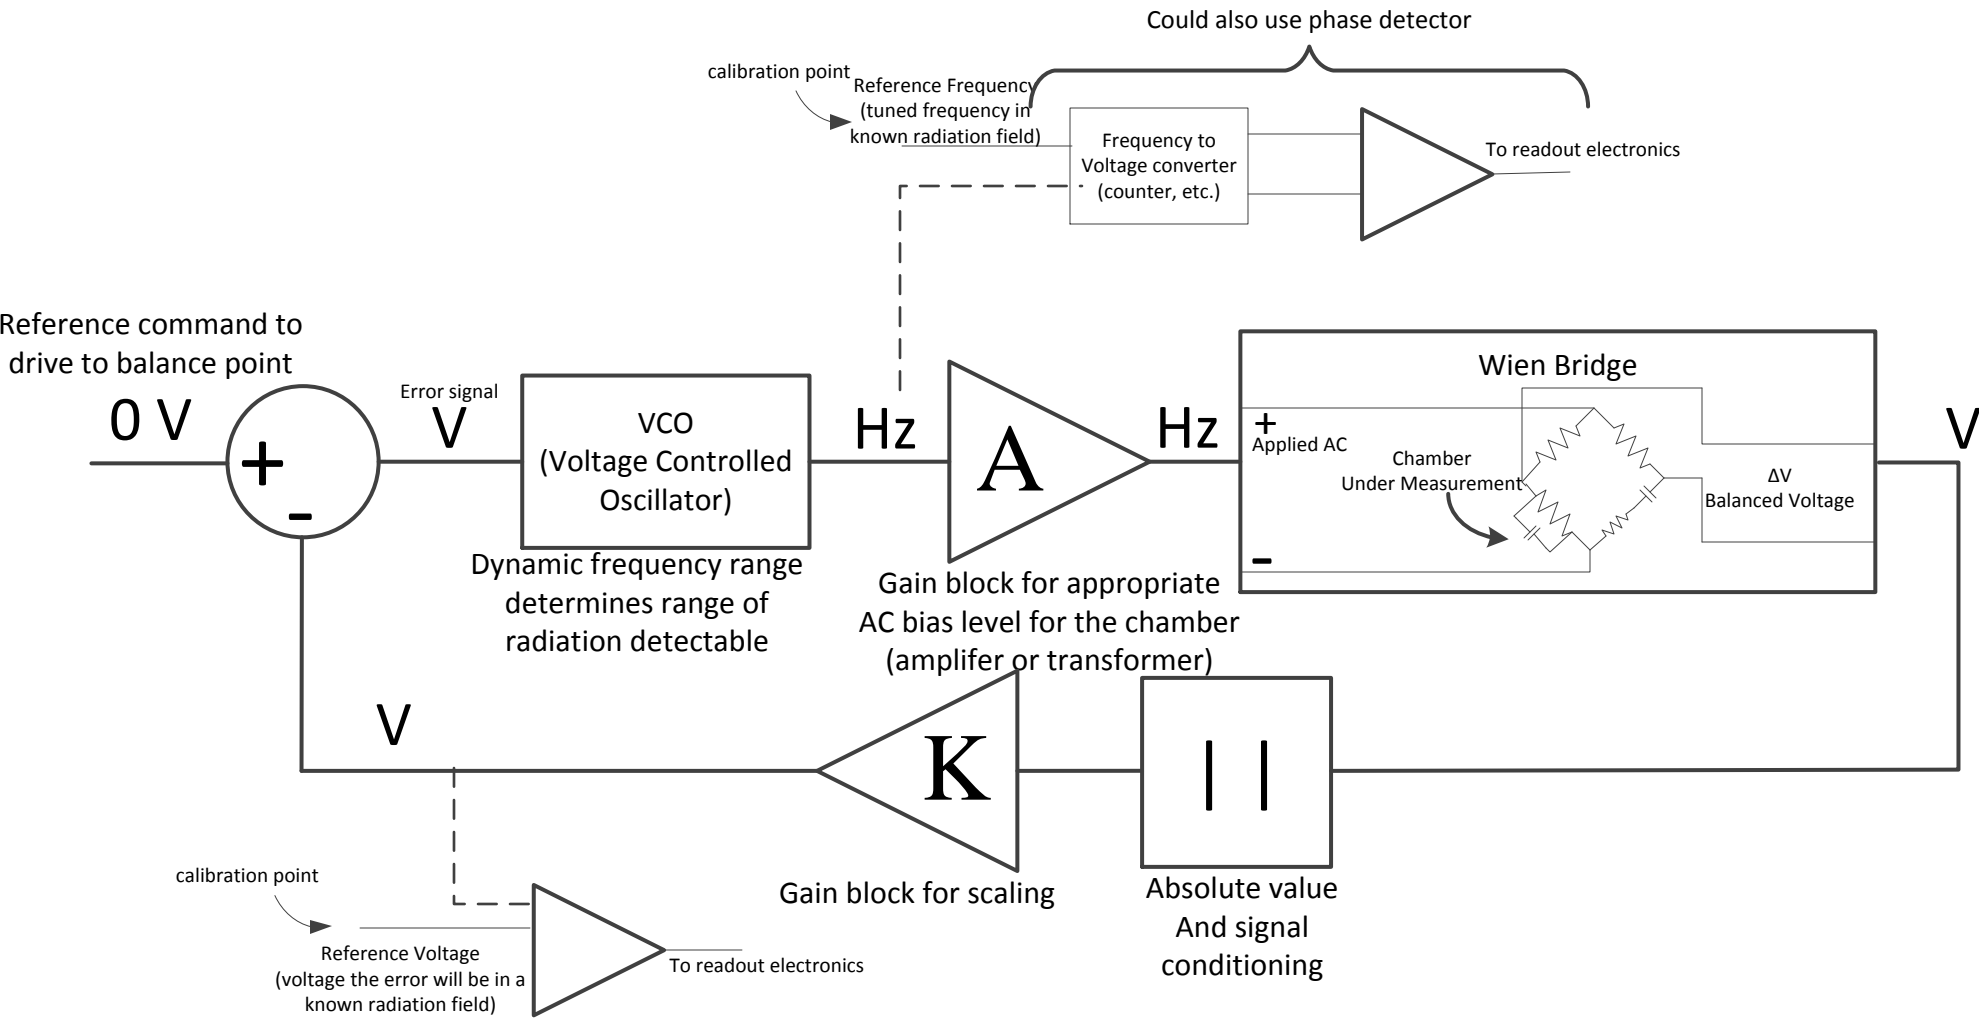 Could also use phase detector
calibration point
Reference Frequency
(tuned frequency in
known radiation field)
Frequency to
Voltage converter
(counter, etc.)
To readout electronics
Reference command to
drive to balance point
0 V
+
-
Error signal
V
VCO
(Voltage Controlled
Oscillator)
Dynamic frequency range
determines range of
radiation detectable
Hz
A
Gain block for appropriate
AC bias level for the chamber
(amplifer or transformer)
Hz
Wien Bridge
+
Applied AC
-
Chamber
Under Measurement
ΔV
Balanced Voltage
V
V
K
Gain block for scaling
| |
Absolute value
And signal
conditioning
calibration point
Reference Voltage
(voltage the error will be in a
known radiation field)
To readout electronics